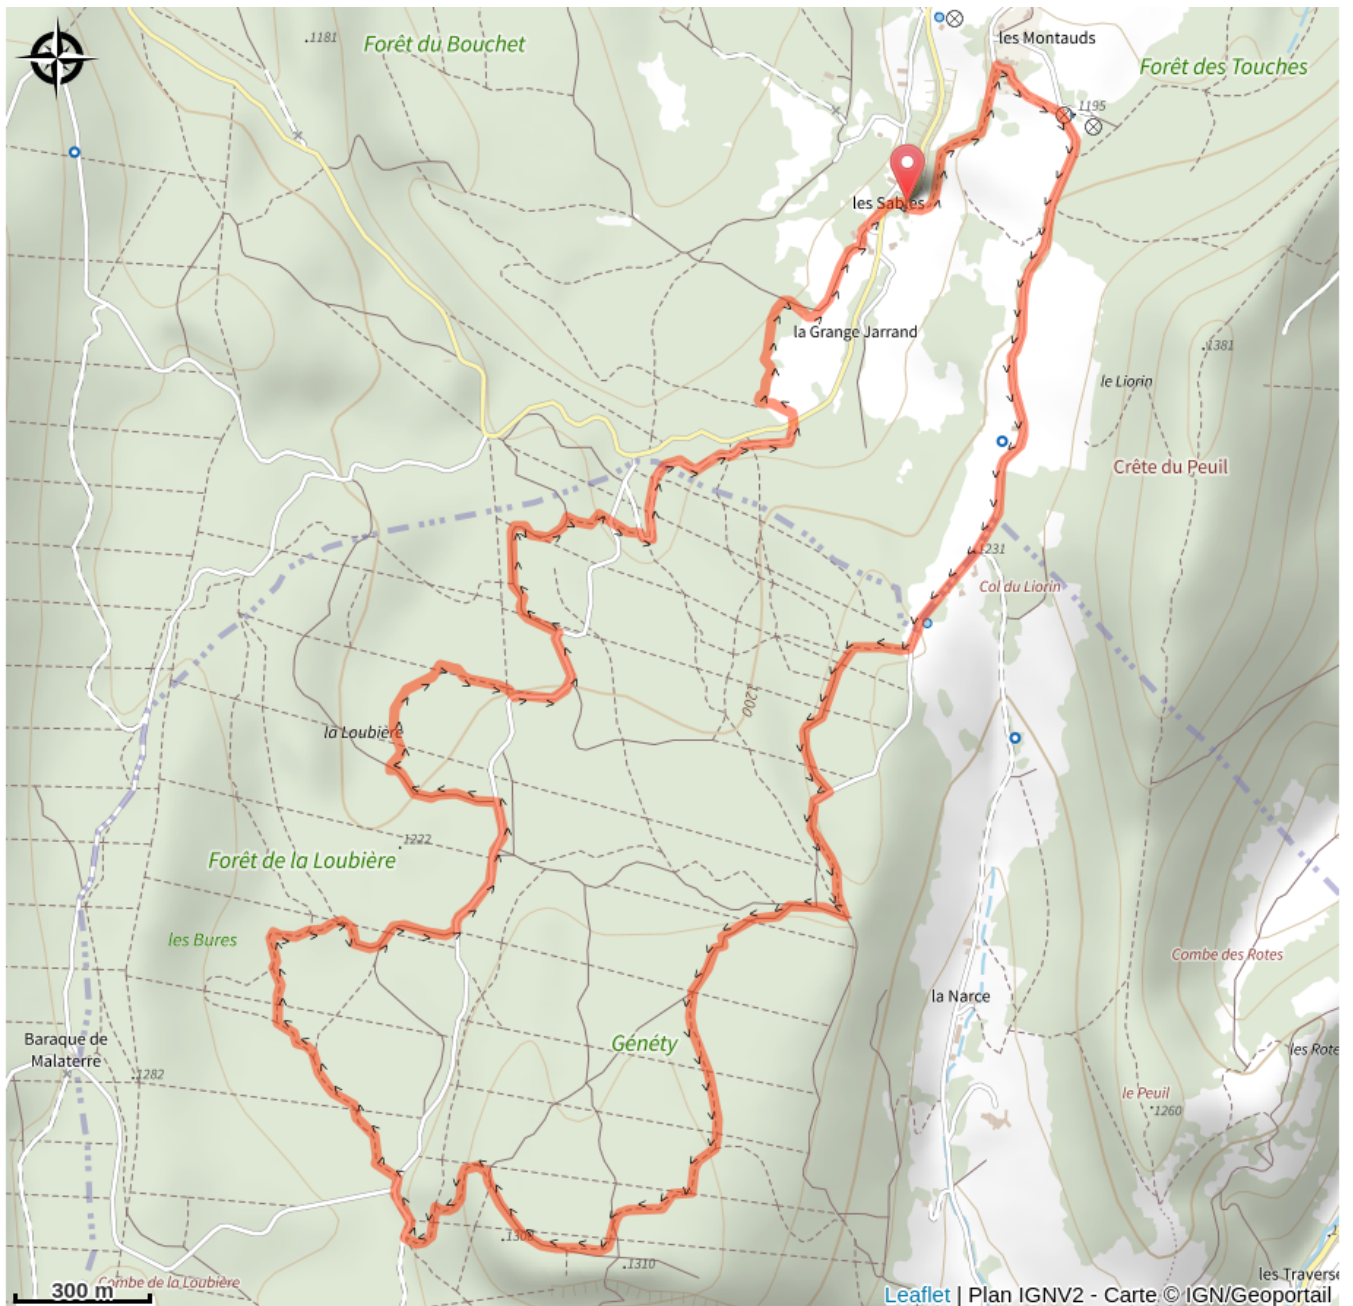 les Montauds
.1181
Forêt du Bouchet
Forêt des Touches
1195
les Sables
la Grange Jarrand
.1381
le Liorin
Crête du Peuil
1231
Col du Liorin
1200
la Loubière
.1222
Forêt de la Loubière
les Bures
Combe des Rotes
la Narce
Baraque de
Malaterre
Généty
les Rote
.1282
le Peuil
.1260
.1310
Combe de la Loubière
les Traverse
300 m
Leaflet | Plan IGNV2 - Carte © IGN/Geoportail